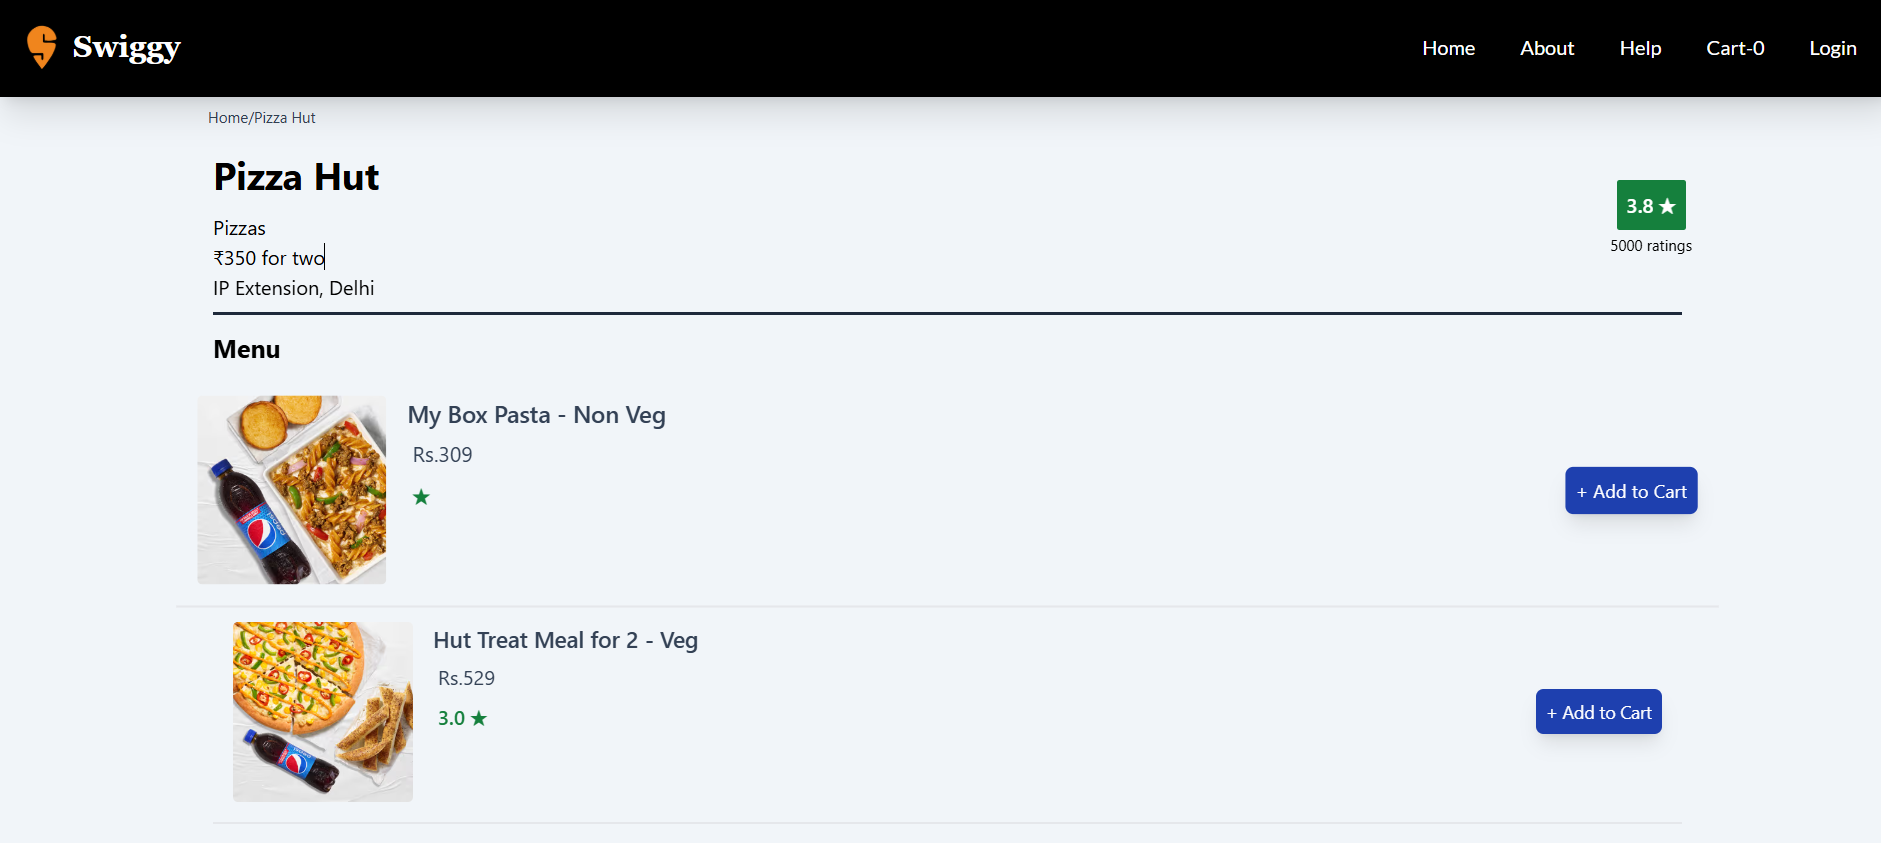 Swiggy
Home About Help Cart-0 Login
Home/Pizza Hut
Pizza Hut
Pizzas
₹350 for two
IP Extension, Delhi
3.8 ★
5000 ratings
Menu
My Box Pasta - Non Veg
Rs.309
★
+ Add to Cart
pepsi
Hut Treat Meal for 2 - Veg
Rs.529
3.0 ★
+ Add to Cart
pepsi